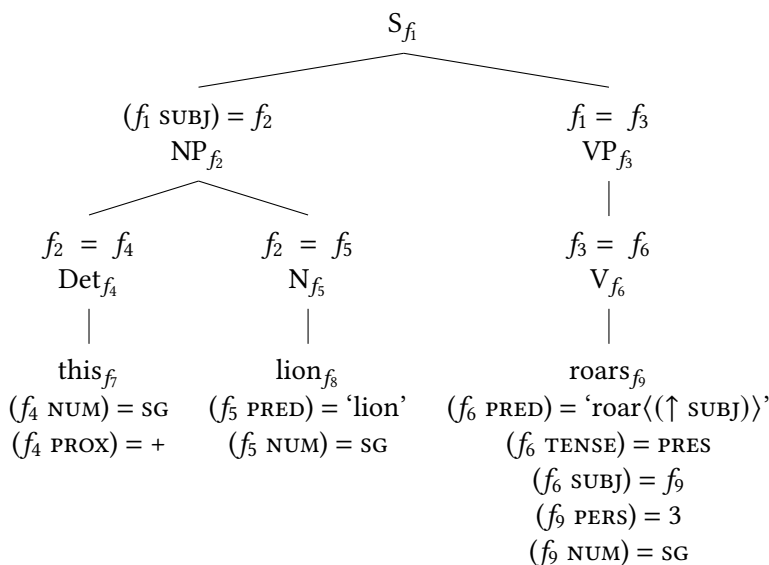 S_f1
(f1 SUBJ) = f2 f1 = f3
NP_f2 VP_f3
f2 = f4 f2 = f5 f3 = f6
Det_f4 N_f5 V_f6
this_f7 lion_f8 roars_f9
(f4 NUM) = SG (f5 PRED) = ‘lion’ (f6 PRED) = ‘roar⟨(↑ SUBJ)⟩’
(f4 PROX) = + (f5 NUM) = SG (f6 TENSE) = PRES
(f6 SUBJ) = f9
(f9 PERS) = 3
(f9 NUM) = SG